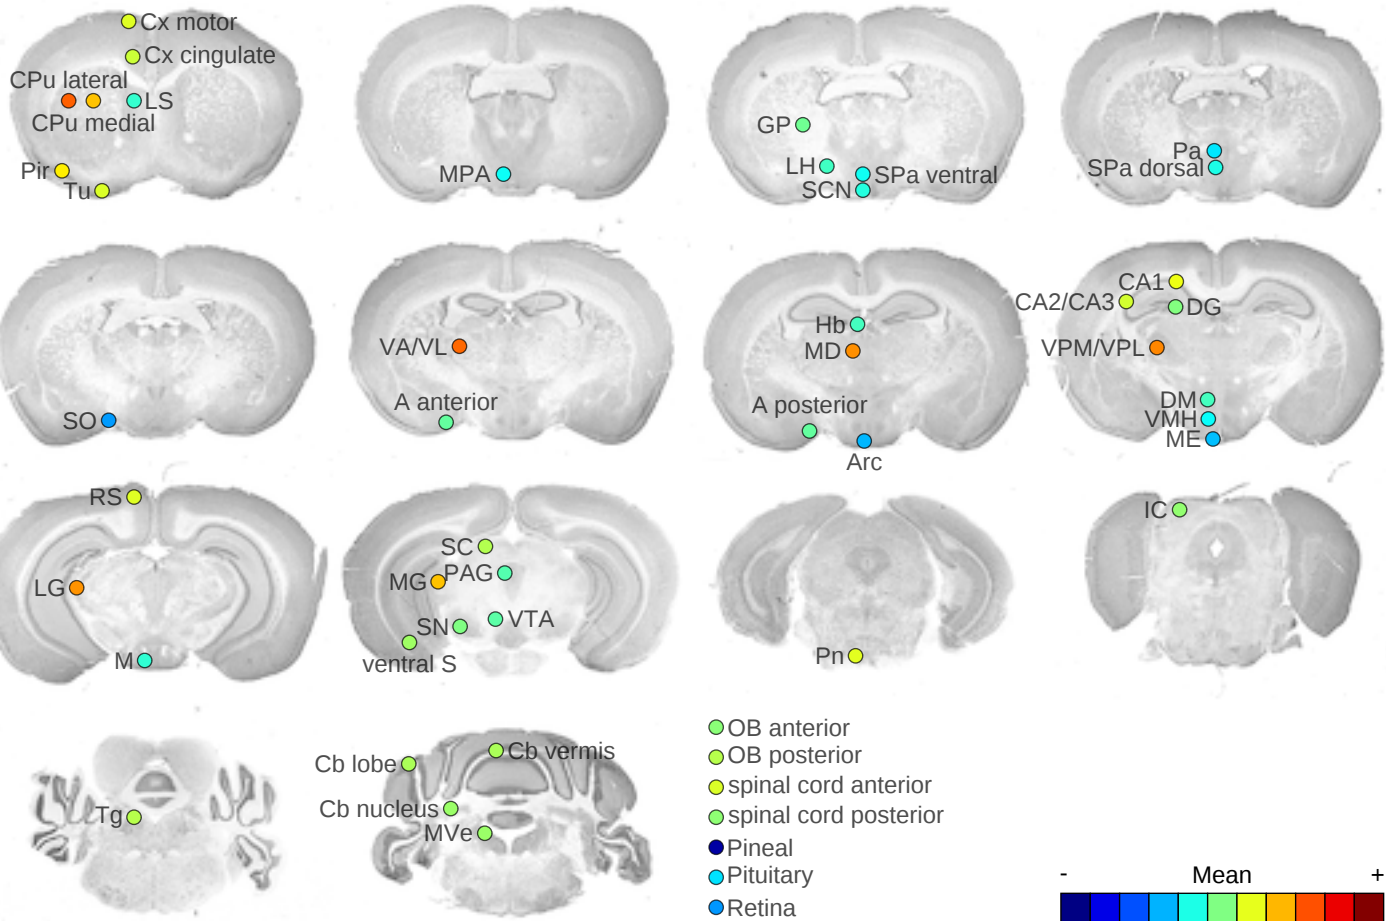 Cx motor
Cx cingulate
CPu lateral
LS
CPu medial
Pir
Tu
MPA
GP
LH
SPa ventral
SCN
Pa
SPa dorsal
SO
VA/VL
A anterior
Hb
MD
A posterior
Arc
CA1
CA2/CA3
DG
VPM/VPL
DM
VMH
ME
RS
LG
M
SC
MG
PAG
SN
VTA
ventral S
Pn
IC
Tg
Cb lobe
Cb vermis
Cb nucleus
MVe
OB anterior
OB posterior
spinal cord anterior
spinal cord posterior
Pineal
Pituitary
Retina
- Mean +